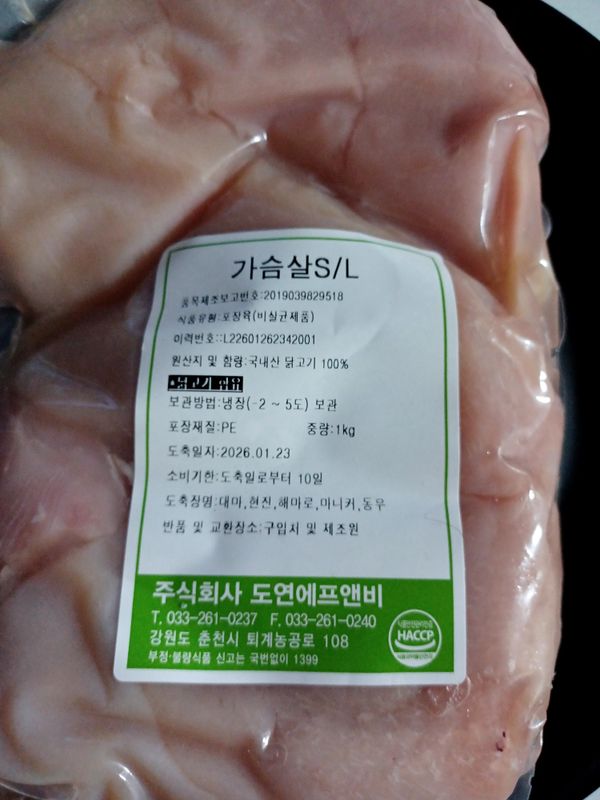 가슴살S/L
품목제조보고번호:2019039829518
식품유형:포장육(비살균제품)
이력번호::L22601262342001
원산지 및 함량:국내산 닭고기 100%
*닭고기 함유
보관방법:냉장(-2 ~ 5도) 보관
포장재질:PE 중량:1kg
도축일자:2026.01.23
소비기한:도축일로부터 10일
도축장명:대마,현진,해마로,마니커,동우
반품 및 교환장소:구입처 및 제조원
주식회사 도연에프앤비
T. 033-261-0237 F. 033-261-0240
강원도 춘천시 퇴계농공로 108
부정·불량식품 신고는 국번없이 1399
HACCP